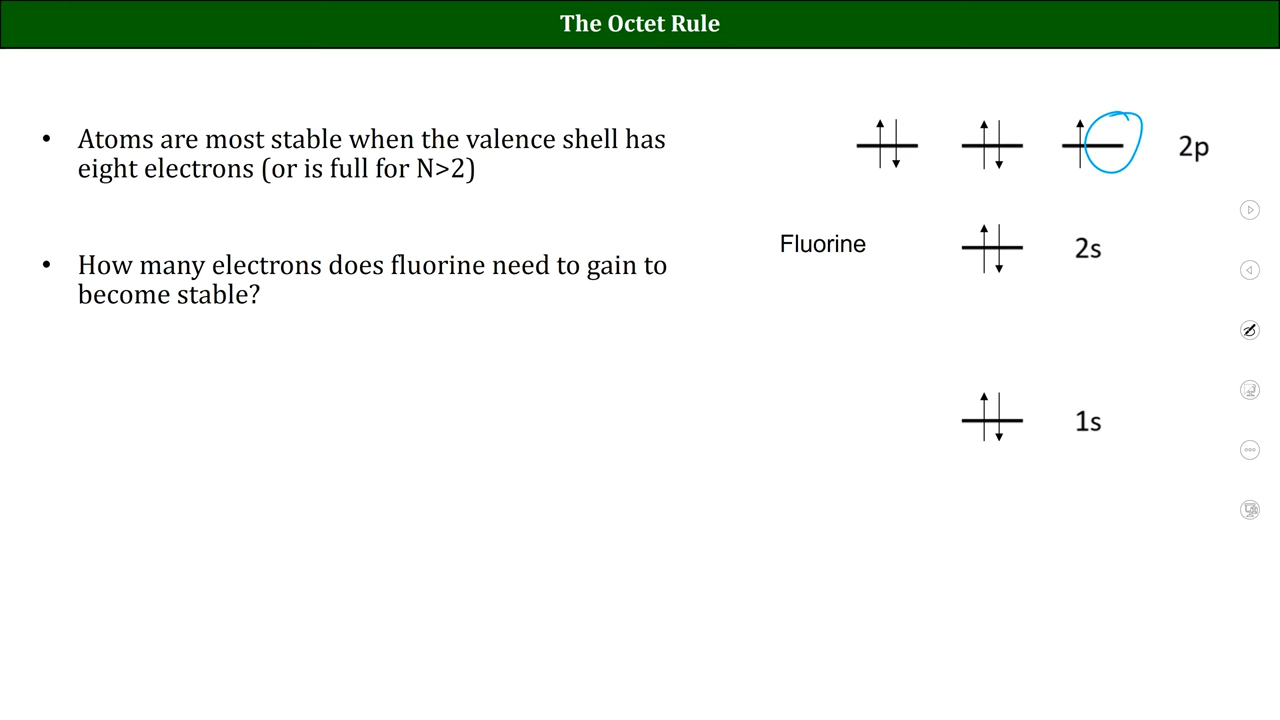 The Octet Rule
• Atoms are most stable when the valence shell has
eight electrons (or is full for N>2)
• How many electrons does fluorine need to gain to
become stable?
2p
Fluorine
2s
1s